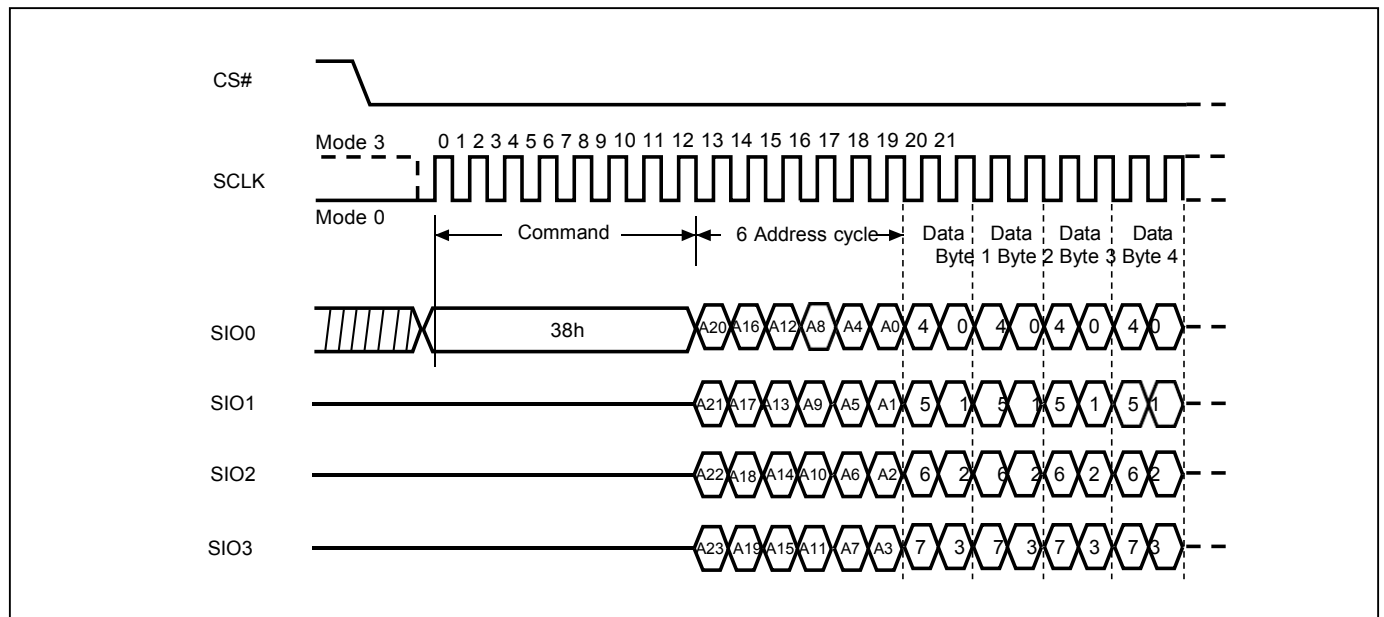 CS#
Mode 3
0 1 2 3 4 5 6 7 8 9 10 11 12 13 14 15 16 17 18 19 20 21
SCLK
Mode 0
Command
6 Address cycle
Data Data Data Data
Byte 1 Byte 2 Byte 3 Byte 4
SIO0
38h
A20 A16 A12 A8 A4 A0 4 0 4 0 4 0 4 0
SIO1
A21 A17 A13 A9 A5 A1 5 1 5 1 5 1 5 1
SIO2
A22 A18 A14 A10 A6 A2 6 2 6 2 6 2 6 2
SIO3
A23 A19 A15 A11 A7 A3 7 3 7 3 7 3 7 3